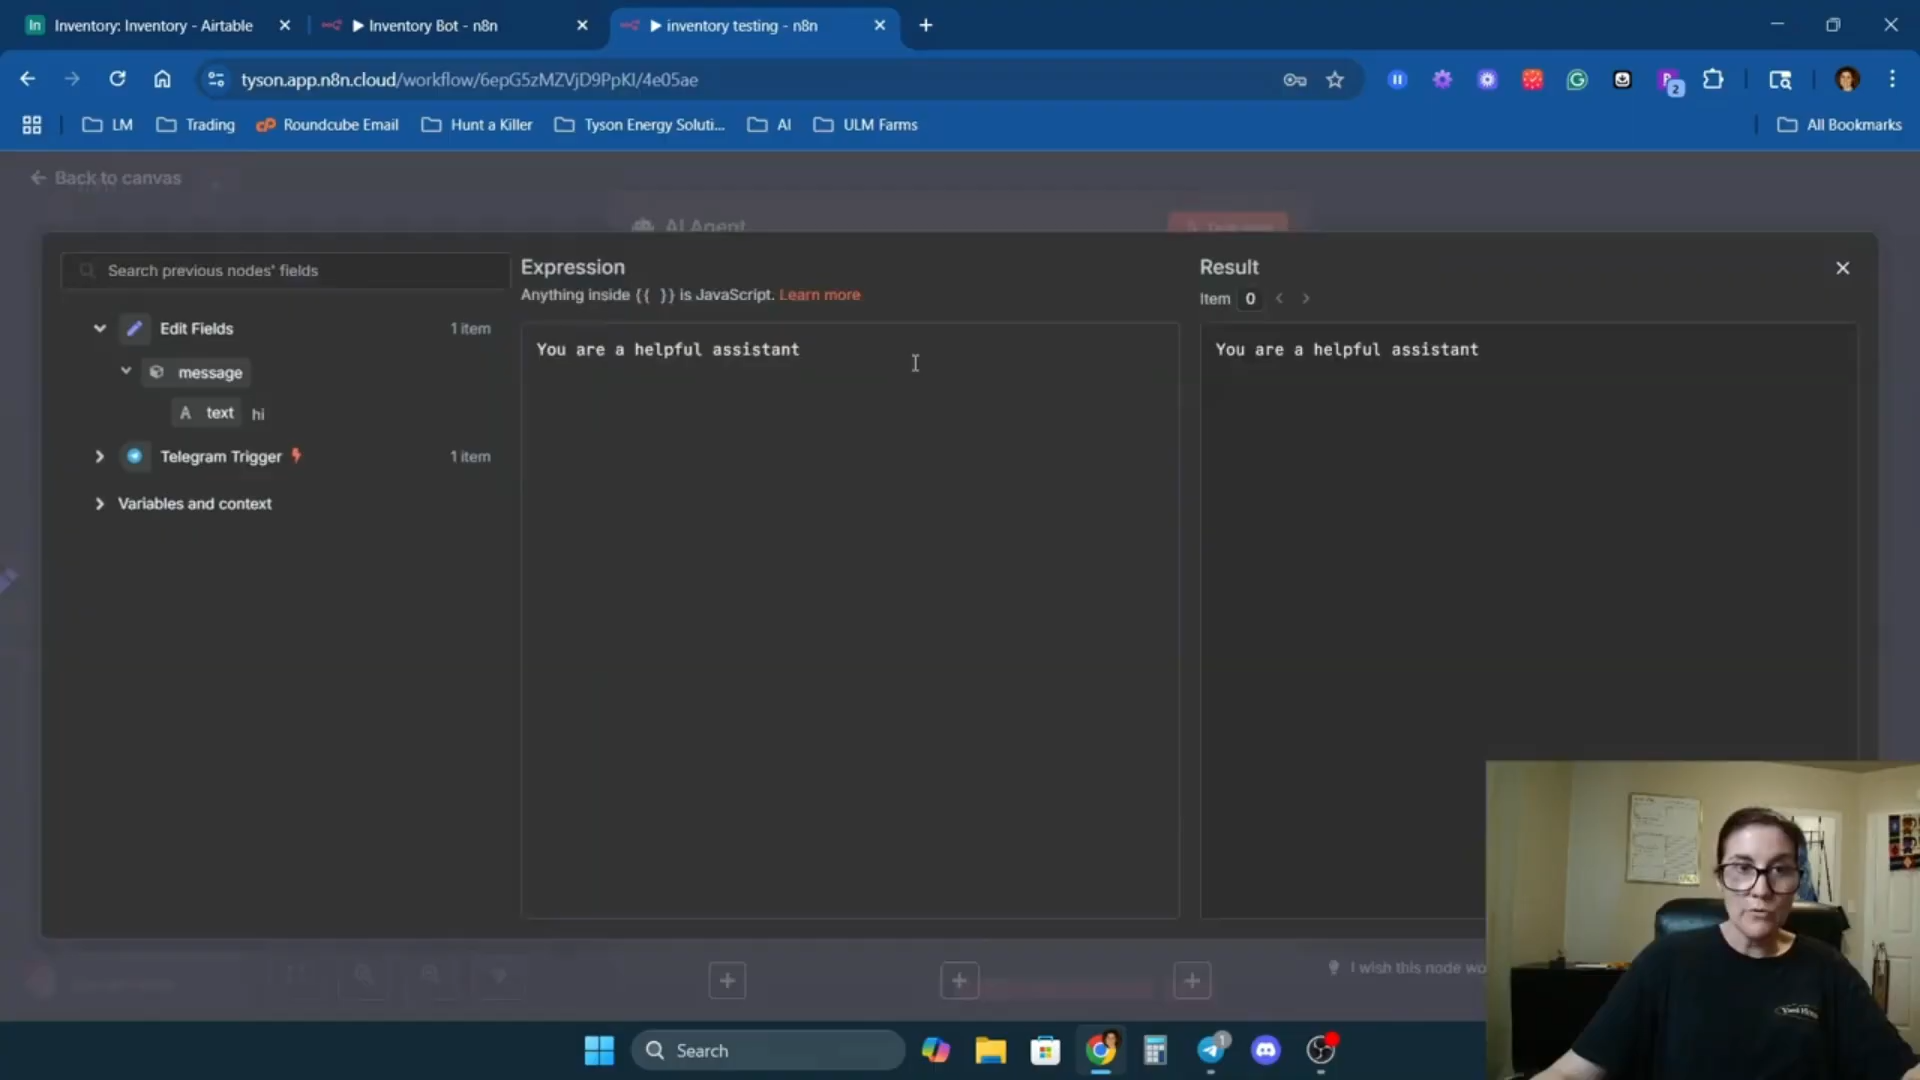 Inventory: Inventory - Airtable
Inventory Bot - n8n
inventory testing - n8n
tyson.app.n8n.cloud/workflow/6epG5zMZVjD9PpKI/4e05ae
LM
Trading
Roundcube Email
Hunt a Killer
Tyson Energy Soluti...
AI
ULM Farms
All Bookmarks
Back to canvas
AI Agent
Search previous nodes' fields
Expression
Anything inside {{ }} is JavaScript. Learn more
Result
Item 0
Edit Fields
1 item
message
A text hi
Telegram Trigger
1 item
Variables and context
You are a helpful assistant
You are a helpful assistant
I wish this node wo
Search
2
1